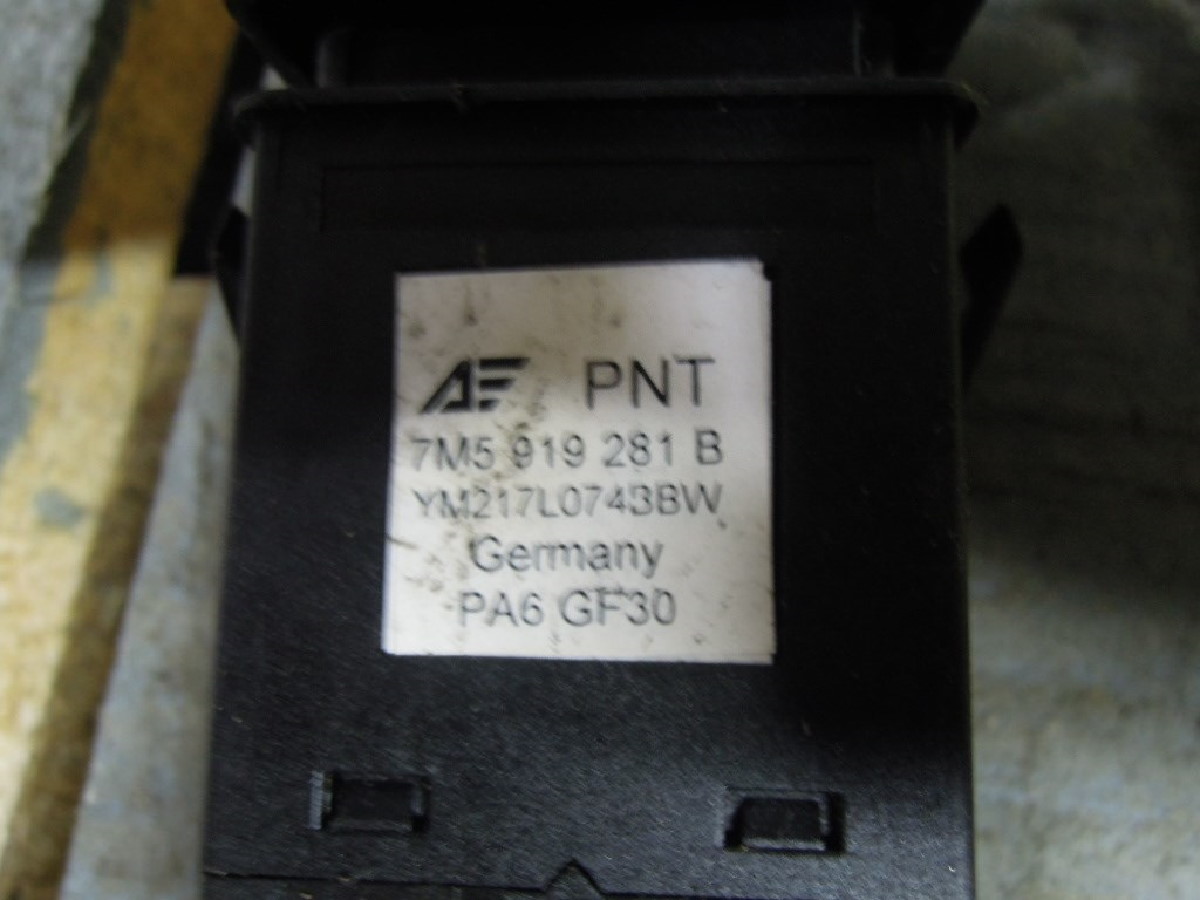 AE PNT
7M5 919 281 B
YM217L0743BW
Germany
PA6 GF30